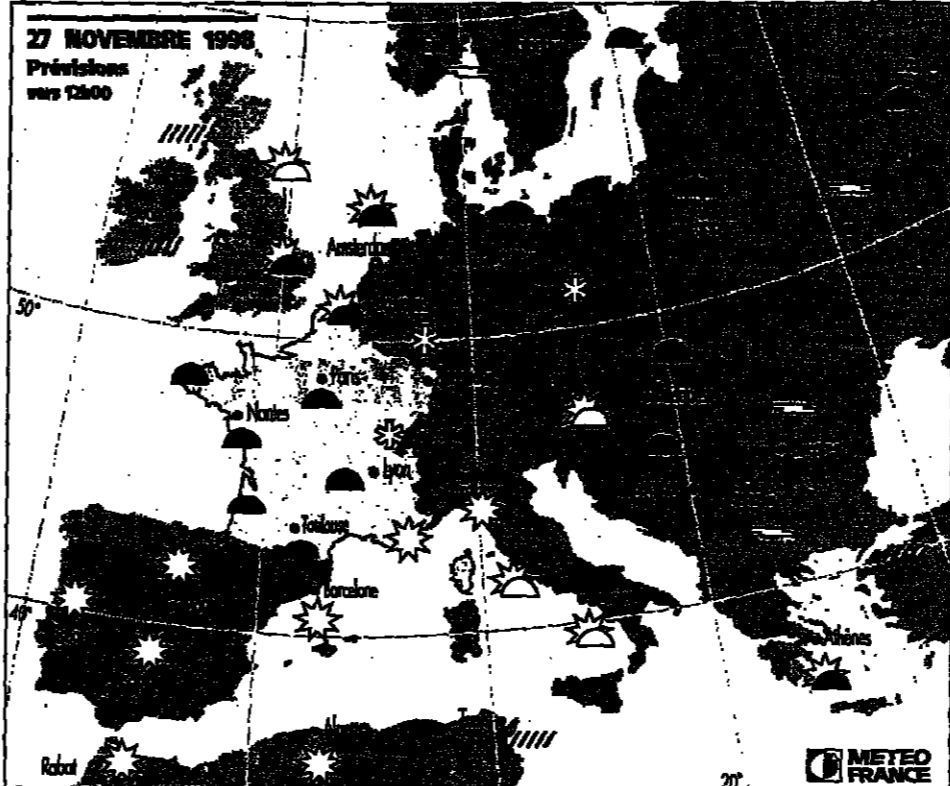 27 NOVEMBRE 1998
Prévisions
vers 12h00
Amsterdam
50°
Paris
Nantes
Lyon
Toulouse
Barcelone
40°
Athènes
Rabat
20°
METEO
FRANCE